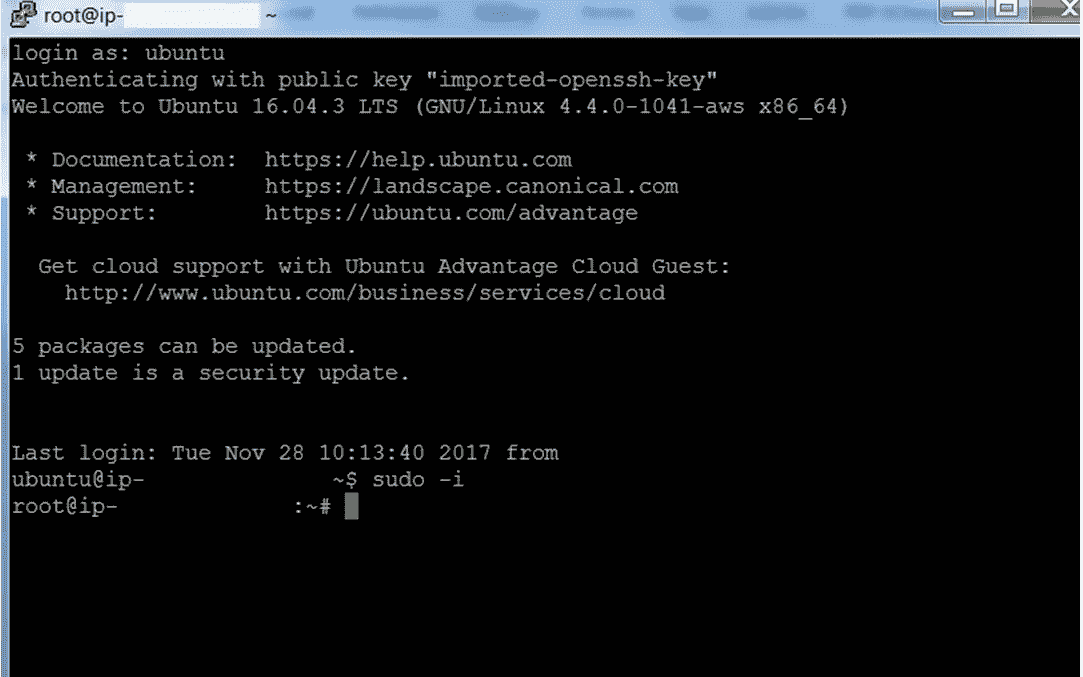 root@ip- ~
login as: ubuntu
Authenticating with public key "imported-openssh-key"
Welcome to Ubuntu 16.04.3 LTS (GNU/Linux 4.4.0-1041-aws x86_64)
* Documentation:  https://help.ubuntu.com
* Management:     https://landscape.canonical.com
* Support:        https://ubuntu.com/advantage
Get cloud support with Ubuntu Advantage Cloud Guest:
http://www.ubuntu.com/business/services/cloud
5 packages can be updated.
1 update is a security update.
Last login: Tue Nov 28 10:13:40 2017 from
ubuntu@ip- ~$ sudo -i
root@ip- :~#